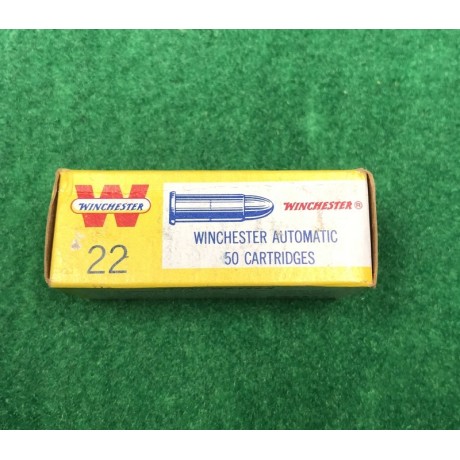 W
WINCHESTER
22
WINCHESTER®
WINCHESTER AUTOMATIC
50 CARTRIDGES